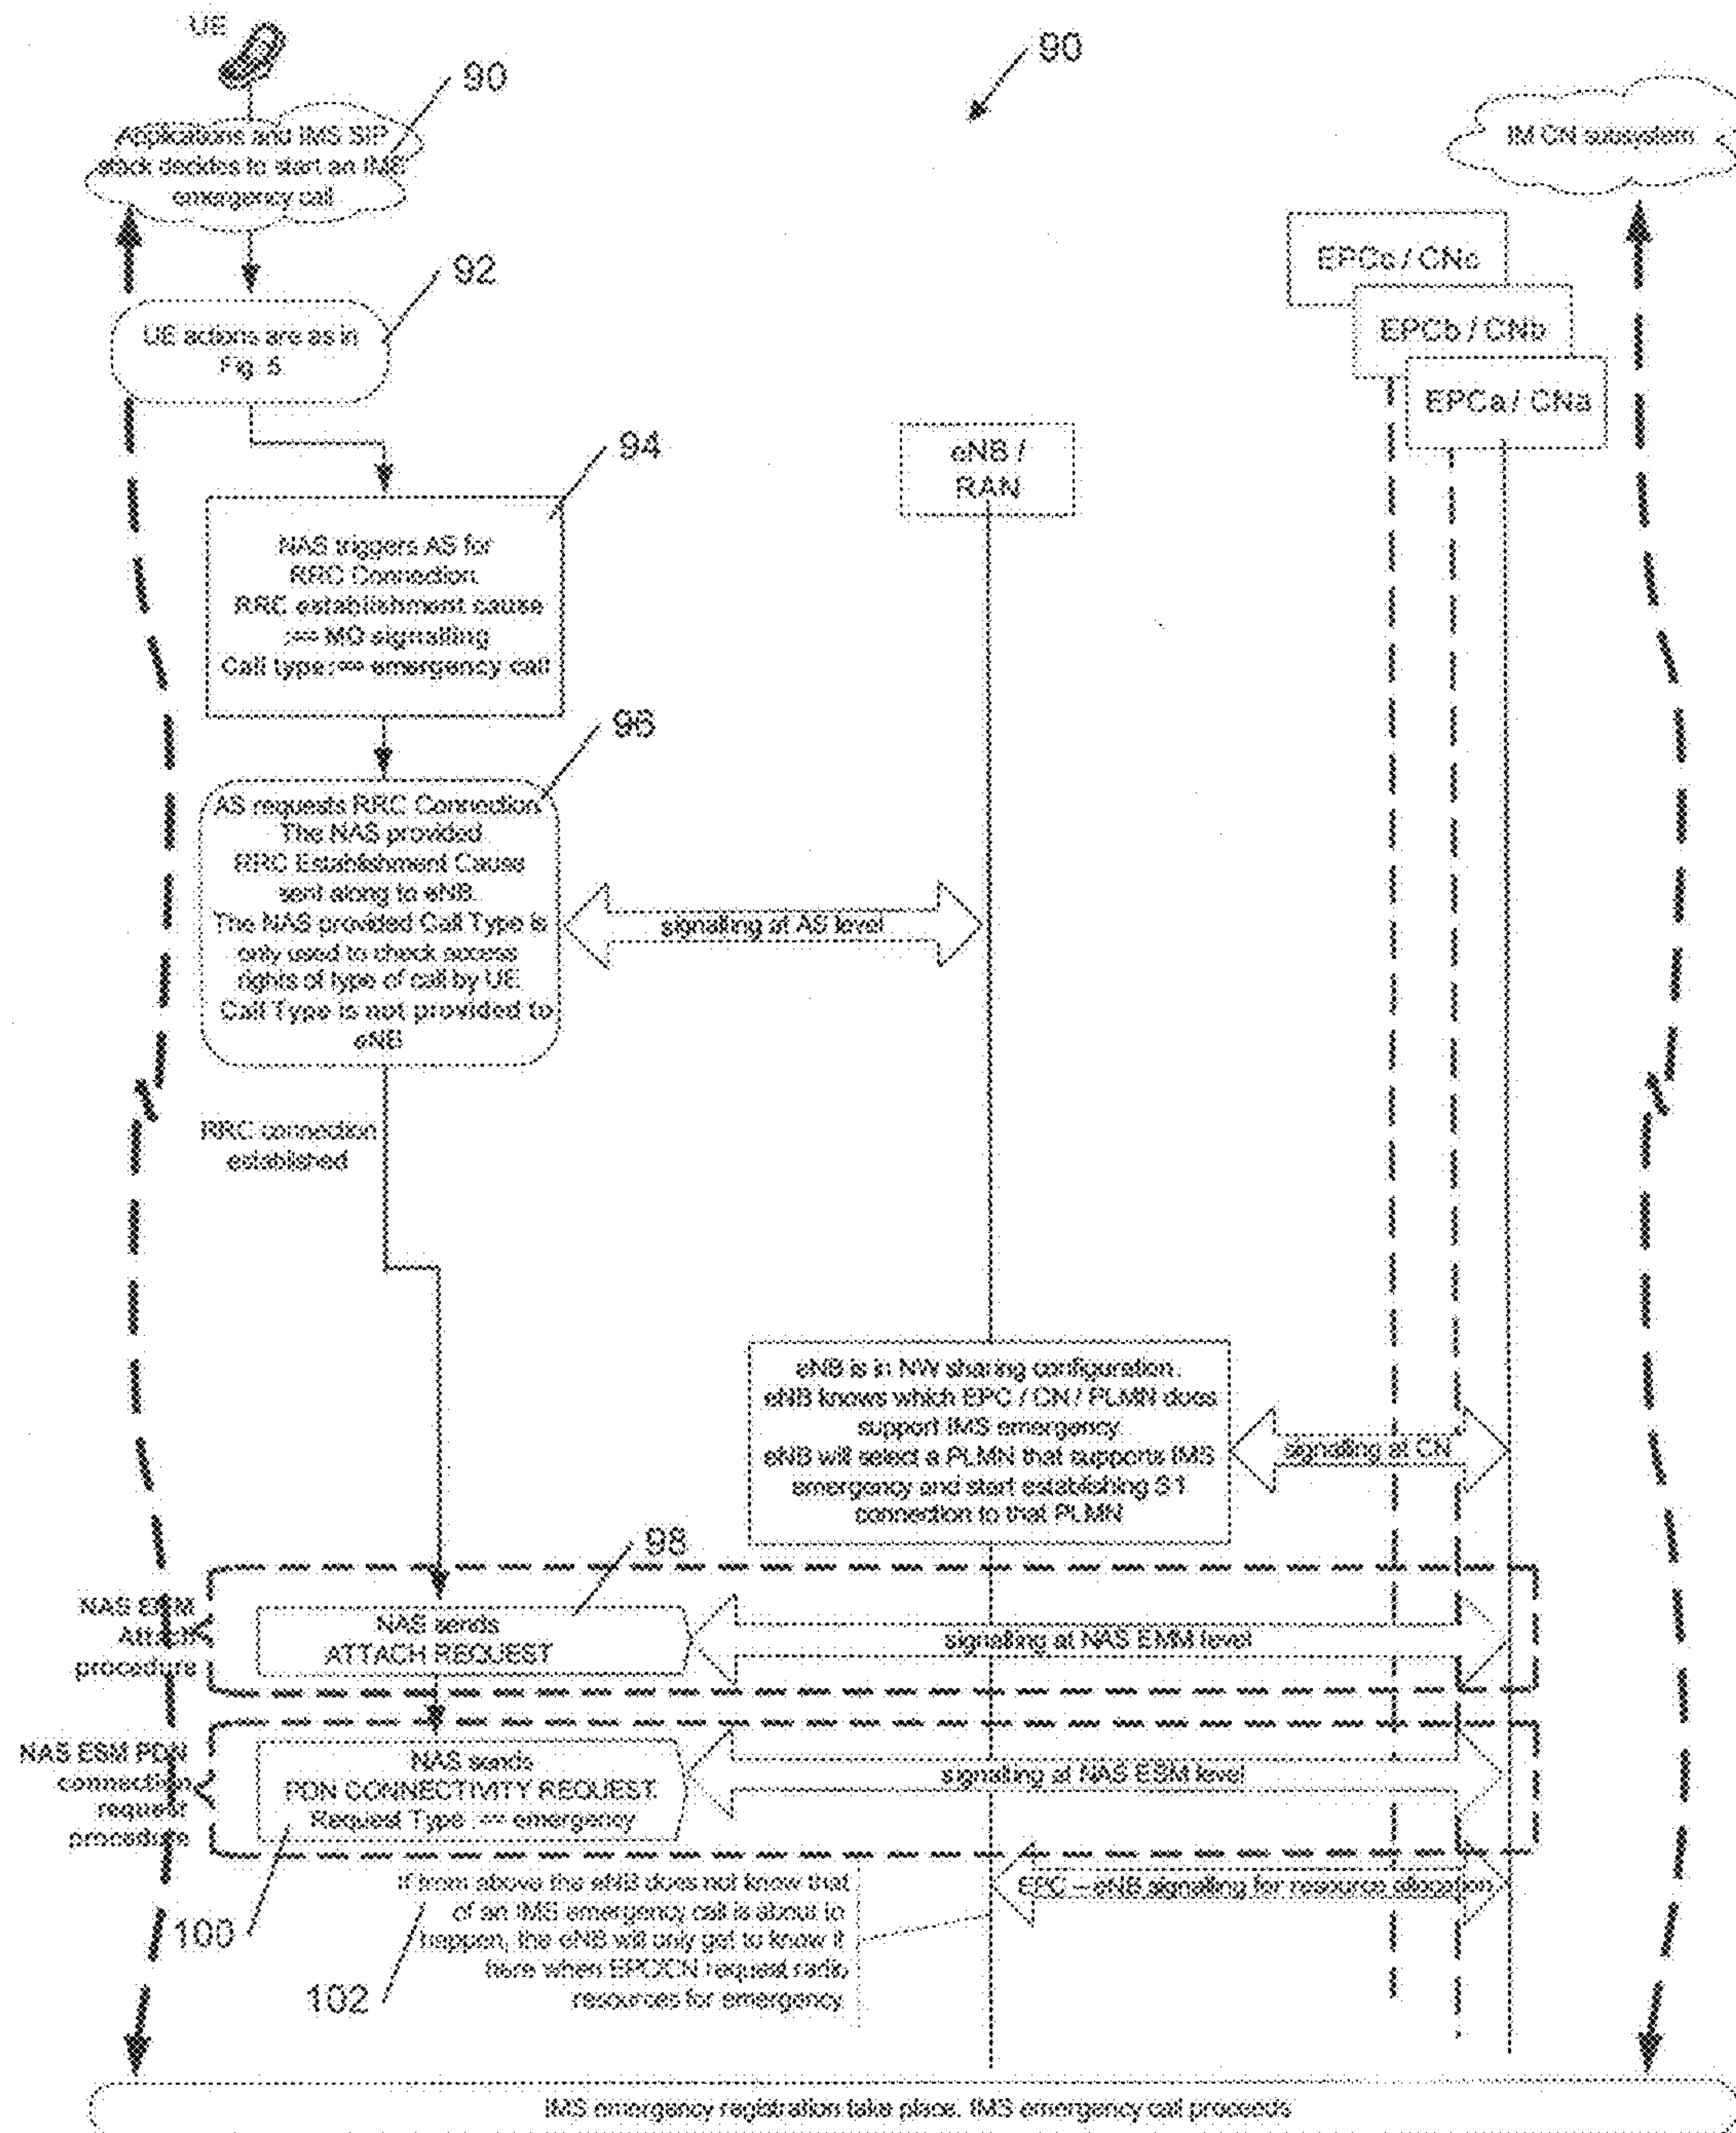 UE
90
90
Applications and IMS SIP
stack decides to start an IMS
emergency call
IM CN subsystem
92
UE actions are as in
Fig. 5
EPCc / CNc
EPCb / CNb
EPCa / CNa
94
eNB /
RAN
NAS triggers AS for
RRC Connection.
RRC establishment cause
:== MO signalling
Call type :== emergency call
96
AS requests RRC Connection
The NAS provided
RRC Establishment Cause
sent along to eNB.
The NAS provided Call Type is
only used to check access
rights of type of call by UE.
Call Type is not provided to
eNB
signalling at AS level
RRC connection
established
eNB is in NW sharing configuration.
eNB knows which EPC / CN / PLMN does
support IMS emergency.
eNB will select a PLMN that supports IMS
emergency and start establishing S1
connection to that PLMN
signalling at CN
98
NAS
Attach
procedure
NAS sends
ATTACH REQUEST
signalling at NAS EMM level
NAS ESM PDN
connection
request
procedure
NAS sends
PDN CONNECTIVITY REQUEST.
Request Type :== emergency
signalling at NAS ESM level
100
EPC – eNB signalling for resource allocation
If from above the eNB does not know that
of an IMS emergency call is about to
happen, the eNB will only get to know it
here when EPC/CN request radio
resources for emergency
102
IMS emergency registration take place. IMS emergency call proceeds